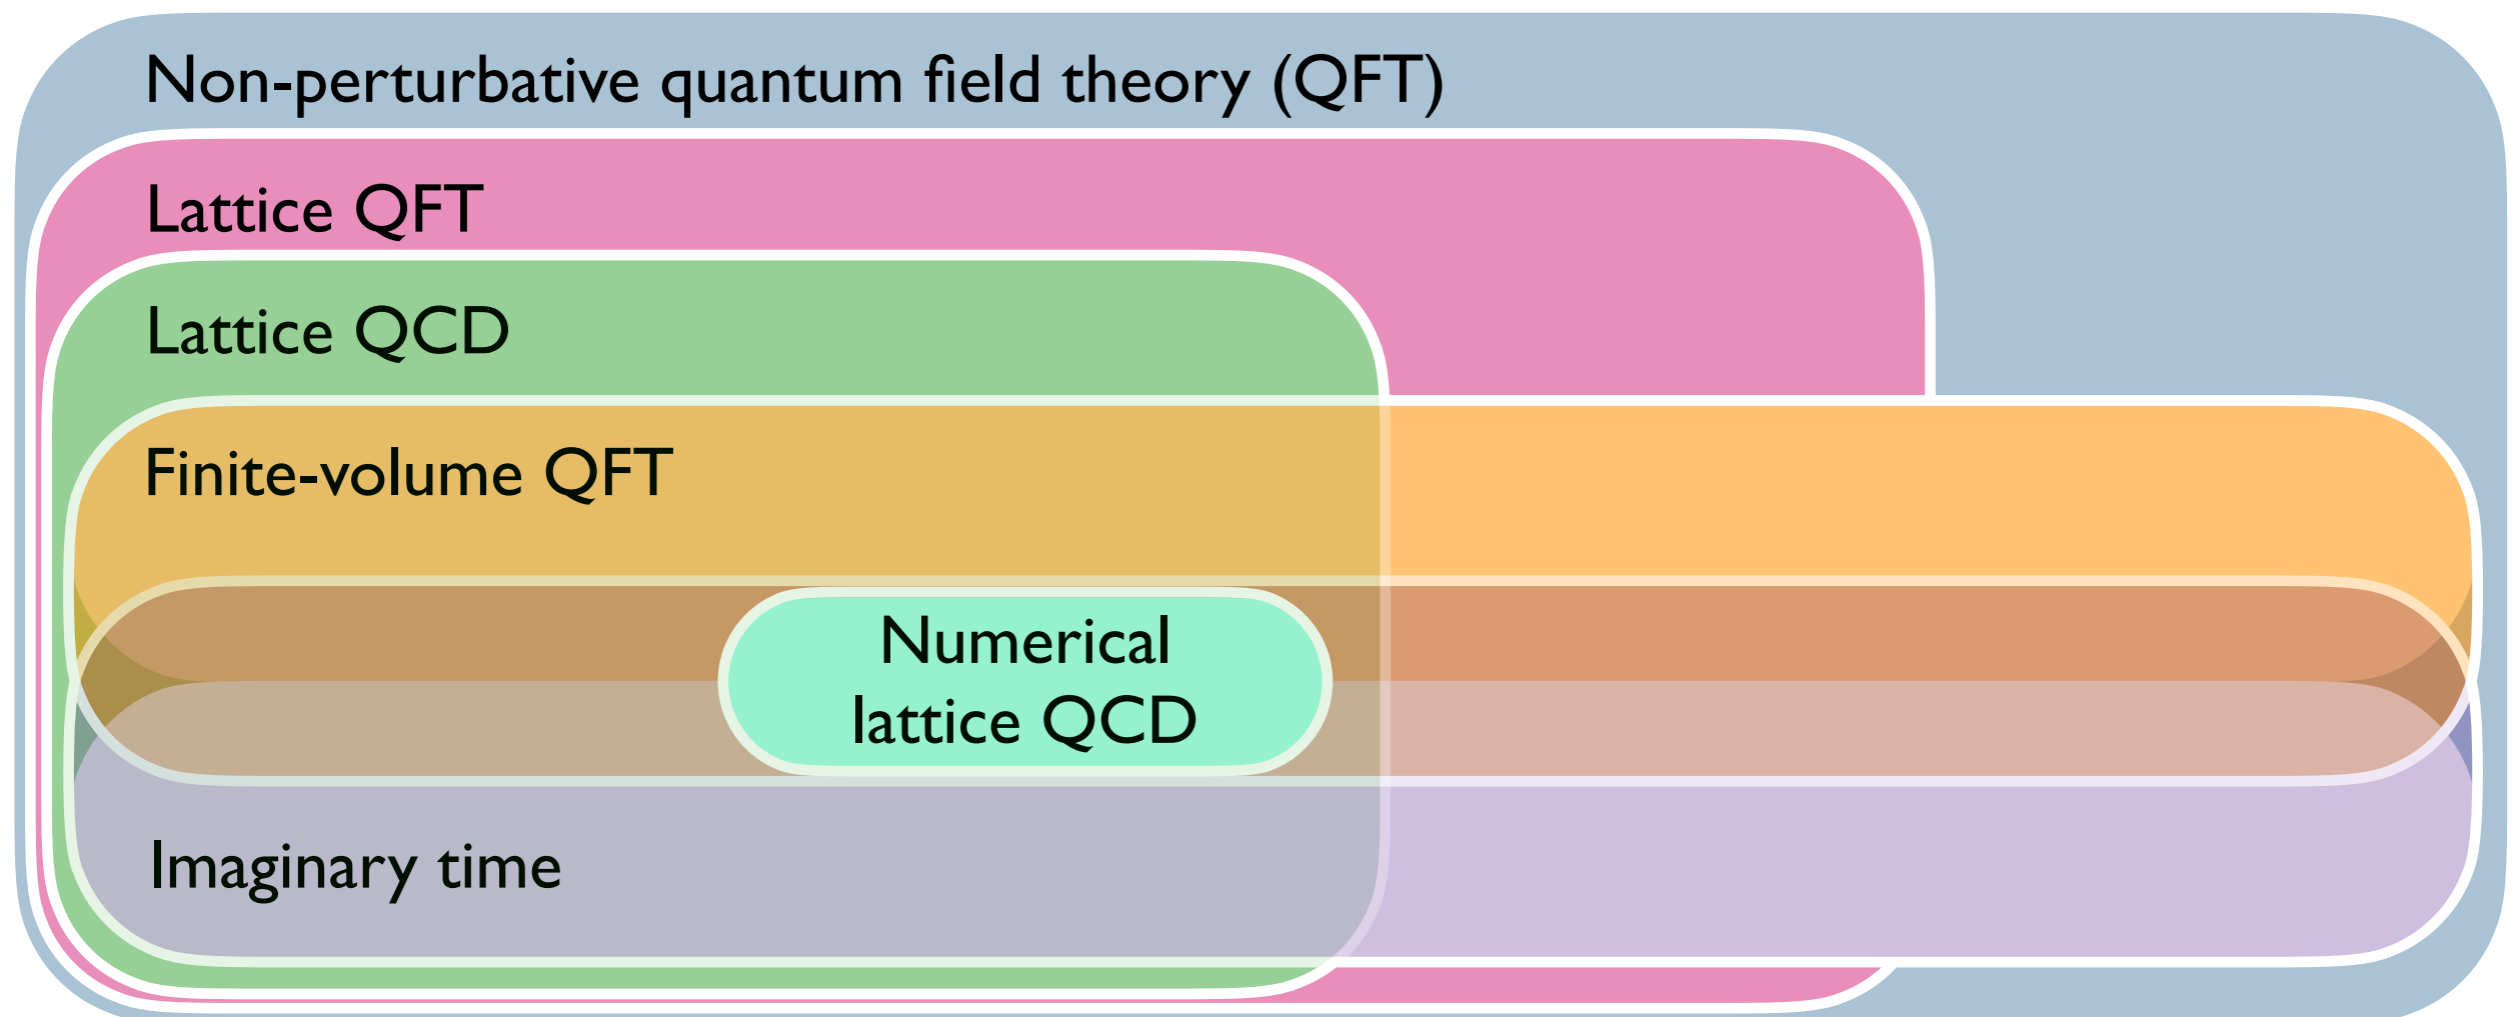 Non-perturbative quantum field theory (QFT)
Lattice QFT
Lattice QCD
Finite-volume QFT
Numerical
lattice QCD
Imaginary time